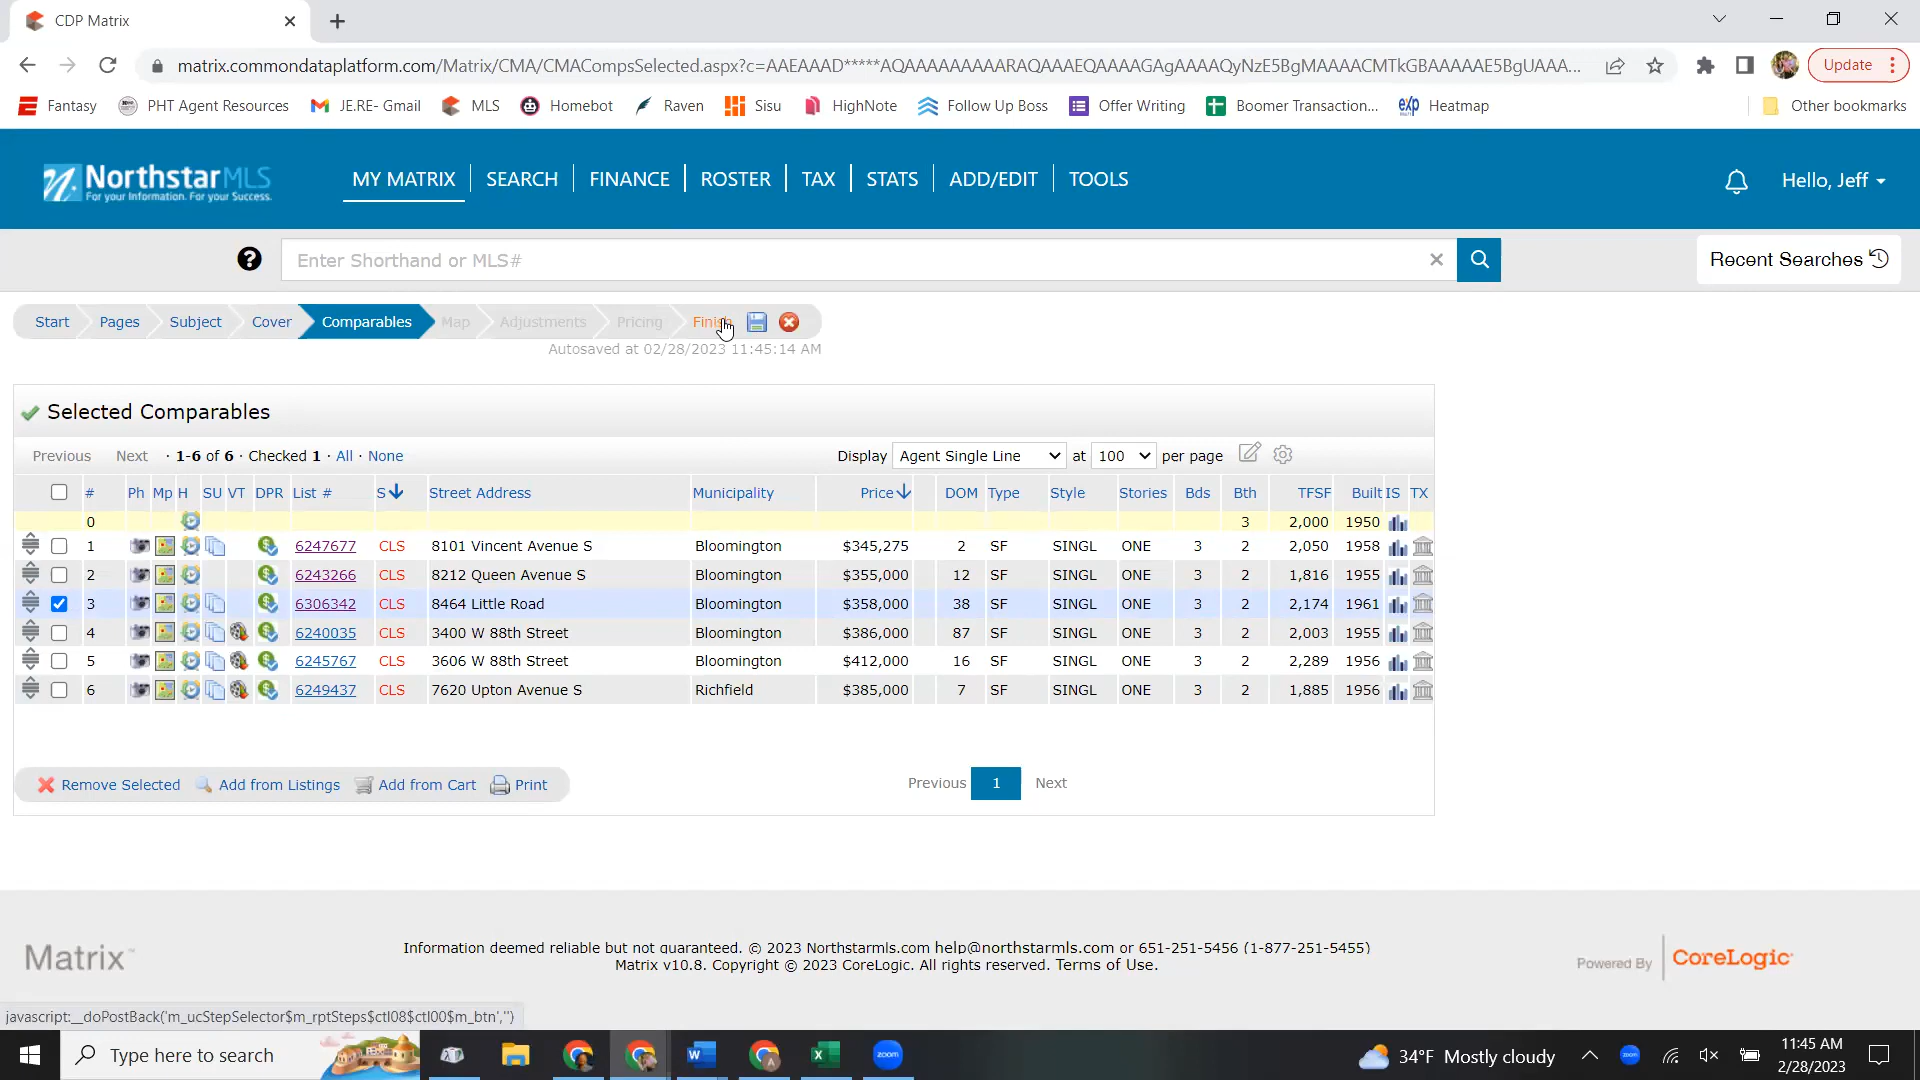 CDP Matrix
matrix.commondataplatform.com/Matrix/CMA/CMACompsSelected.aspx?c=AAEAAAD*****AQAAAAAAAAARAQAAAEQAAAAGAgAAAAQyNzE5BgMAAAACMTkGBAAAAAE5BgUAAA...
Update
Fantasy PHT Agent Resources JE.RE- Gmail MLS Homebot Raven Sisu HighNote Follow Up Boss Offer Writing Boomer Transaction... eXp Heatmap Other bookmarks
NorthstarMLS
For your Information. For your Success.
MY MATRIX SEARCH FINANCE ROSTER TAX STATS ADD/EDIT TOOLS
Hello, Jeff
Enter Shorthand or MLS#
Recent Searches
Start Pages Subject Cover Comparables Map Adjustments Pricing Finish
Autosaved at 02/28/2023 11:45:14 AM
Selected Comparables
Previous Next · 1-6 of 6 · Checked 1 · All · None Display Agent Single Line at 100 per page
# Ph Mp H SU VT DPR List # S Street Address Municipality Price DOM Type Style Stories Bds Bth TFSF Built IS TX
0 3 2,000 1950
1 6247677 CLS 8101 Vincent Avenue S Bloomington $345,275 2 SF SINGL ONE 3 2 2,050 1958
2 6243266 CLS 8212 Queen Avenue S Bloomington $355,000 12 SF SINGL ONE 3 2 1,816 1955
3 6306342 CLS 8464 Little Road Bloomington $358,000 38 SF SINGL ONE 3 2 2,174 1961
4 6240035 CLS 3400 W 88th Street Bloomington $386,000 87 SF SINGL ONE 3 2 2,003 1955
5 6245767 CLS 3606 W 88th Street Bloomington $412,000 16 SF SINGL ONE 3 2 2,289 1956
6 6249437 CLS 7620 Upton Avenue S Richfield $385,000 7 SF SINGL ONE 3 2 1,885 1956
Remove Selected Add from Listings Add from Cart Print Previous 1 Next
Matrix™
Information deemed reliable but not guaranteed. © 2023 Northstarmls.com help@northstarmls.com or 651-251-5456 (1-877-251-5455)
Matrix v10.8. Copyright © 2023 CoreLogic. All rights reserved. Terms of Use.
Powered By CoreLogic
javascript:__doPostBack('m_ucStepSelector$m_rptSteps$ctl08$ctl00$m_btn','')
Type here to search
zoom
34°F Mostly cloudy
11:45 AM
2/28/2023